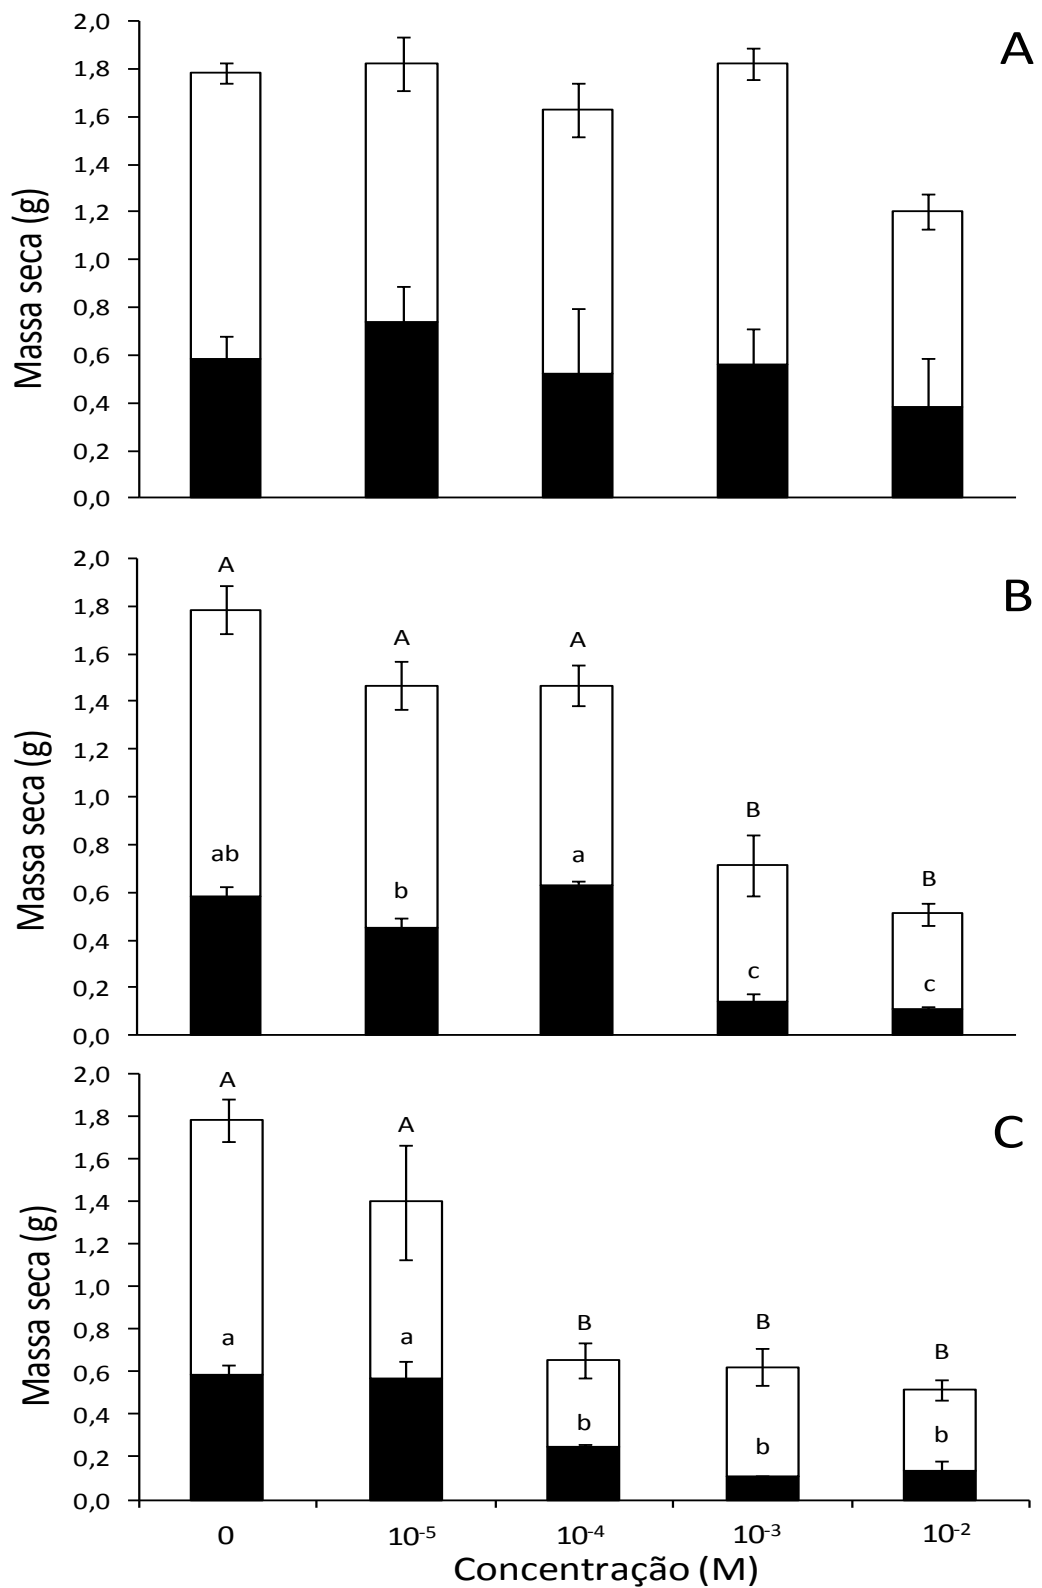 A
Massa seca (g)
2,0
1,8
1,6
1,4
1,2
1,0
0,8
0,6
0,4
0,2
0,0
B
Massa seca (g)
2,0
1,8
1,6
1,4
1,2
1,0
0,8
0,6
0,4
0,2
0,0
A
A
A
B
B
ab
b
a
c
c
C
Massa seca (g)
2,0
1,8
1,6
1,4
1,2
1,0
0,8
0,6
0,4
0,2
0,0
A
A
B
B
B
a
a
b
b
b
0 10⁻⁵ 10⁻⁴ 10⁻³ 10⁻²
Concentração (M)